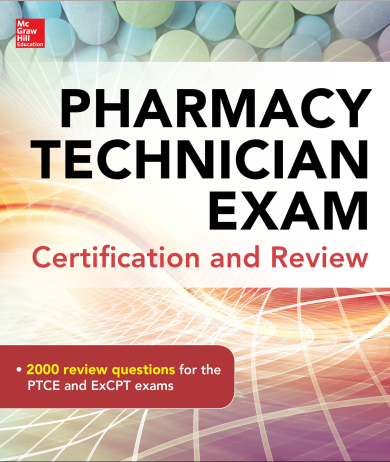 Mc
Graw
Hill
Education
PHARMACY
TECHNICIAN
EXAM
Certification and Review
• 2000 review questions for the
PTCE and ExCPT exams